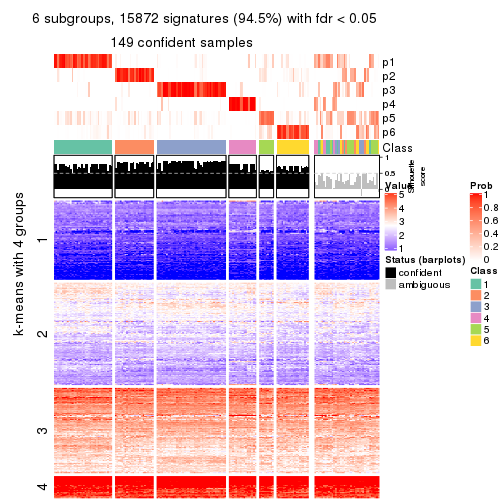 6 subgroups, 15872 signatures (94.5%) with fdr < 0.05
149 confident samples
p1
p2
p3
p4
p5
p6
Class
1
0.5
0
Silhouette
score
k-means with 4 groups
1
2
3
4
Value
5
4
3
2
1
Status (barplots)
confident
ambiguous
Prob
1
0.8
0.6
0.4
0.2
0
Class
1
2
3
4
5
6